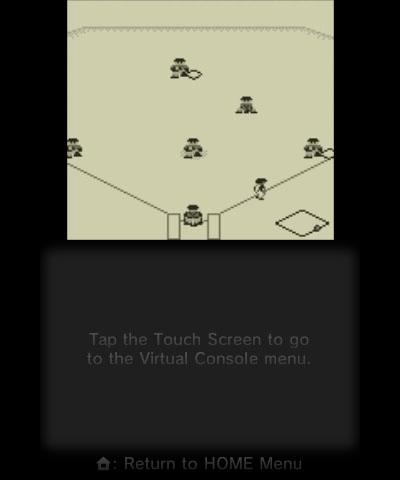 Tap the Touch Screen to go
to the Virtual Console menu.
: Return to HOME Menu